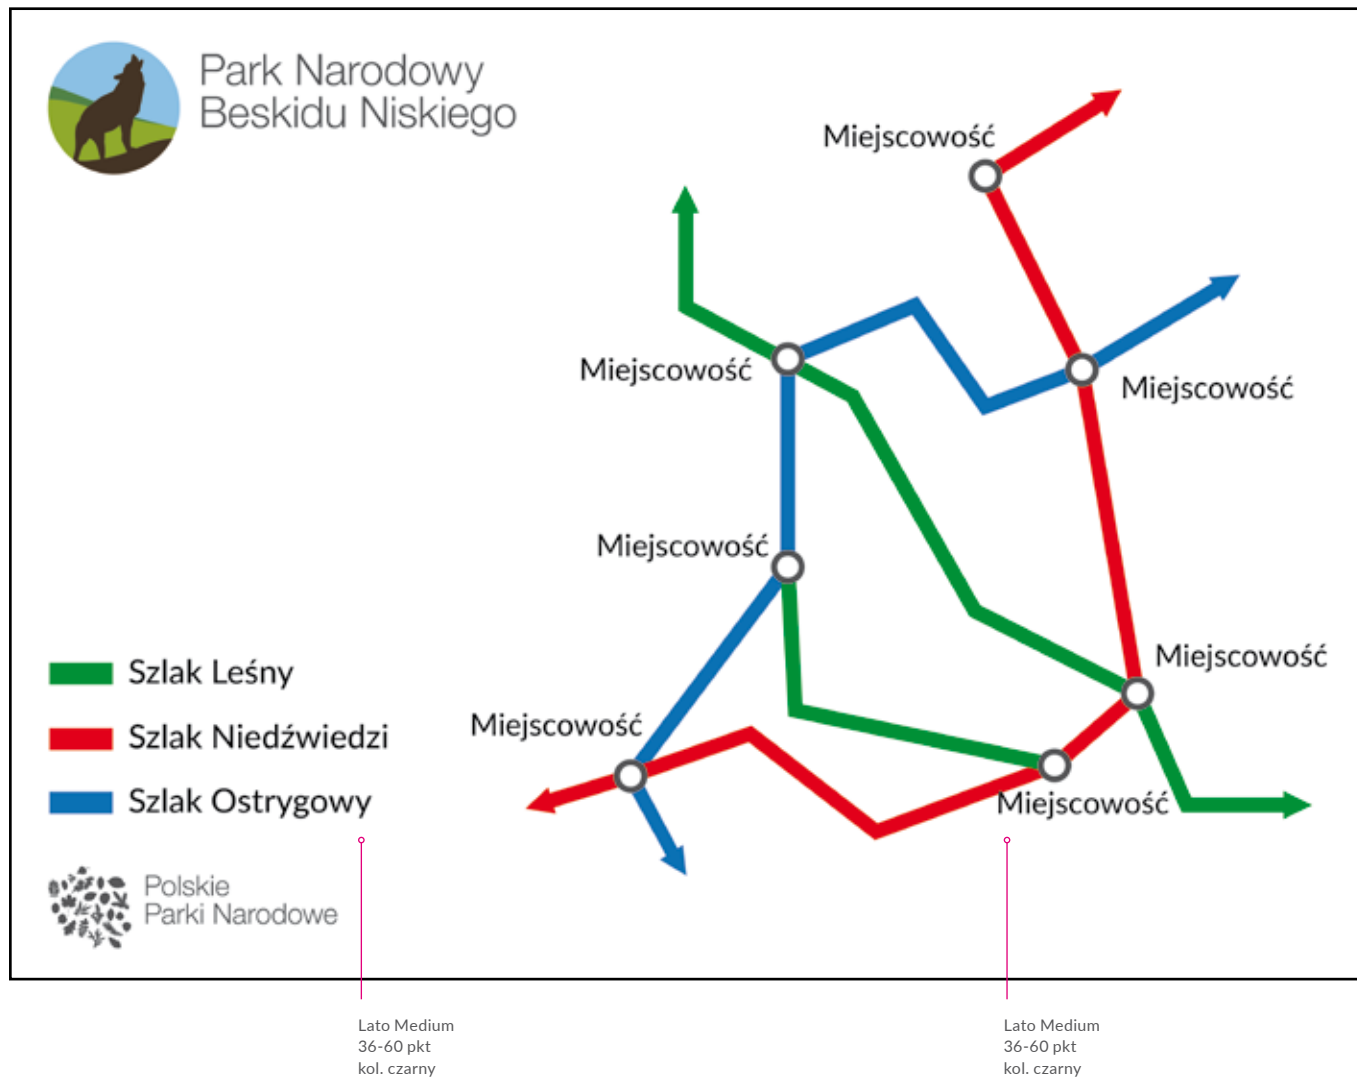 Park Narodowy
Beskidu Niskiego
Miejscowość
Miejscowość
Miejscowość
Miejscowość
Miejscowość
Miejscowość
Miejscowość
Szlak Leśny
Szlak Niedźwiedzi
Szlak Ostrygowy
Polskie
Parki Narodowe
Lato Medium
36-60 pkt
kol. czarny
Lato Medium
36-60 pkt
kol. czarny